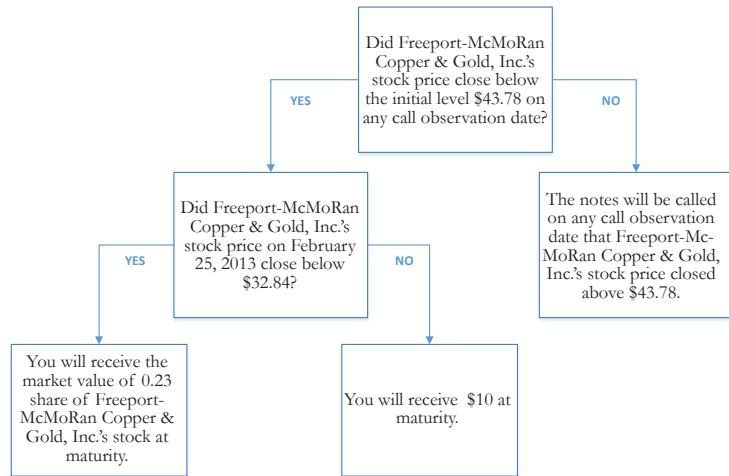 Did Freeport-McMoRan
Copper & Gold, Inc.'s
stock price close below
the initial level $43.78 on
any call observation date?
YES
NO
Did Freeport-McMoRan
Copper & Gold, Inc.'s
stock price on February
25, 2013 close below
$32.84?
The notes will be called
on any call observation
date that Freeport-Mc-
MoRan Copper & Gold,
Inc.'s stock price closed
above $43.78.
YES
NO
You will receive the
market value of 0.23
share of Freeport-
McMoRan Copper &
Gold, Inc.'s stock at
maturity.
You will receive $10 at
maturity.